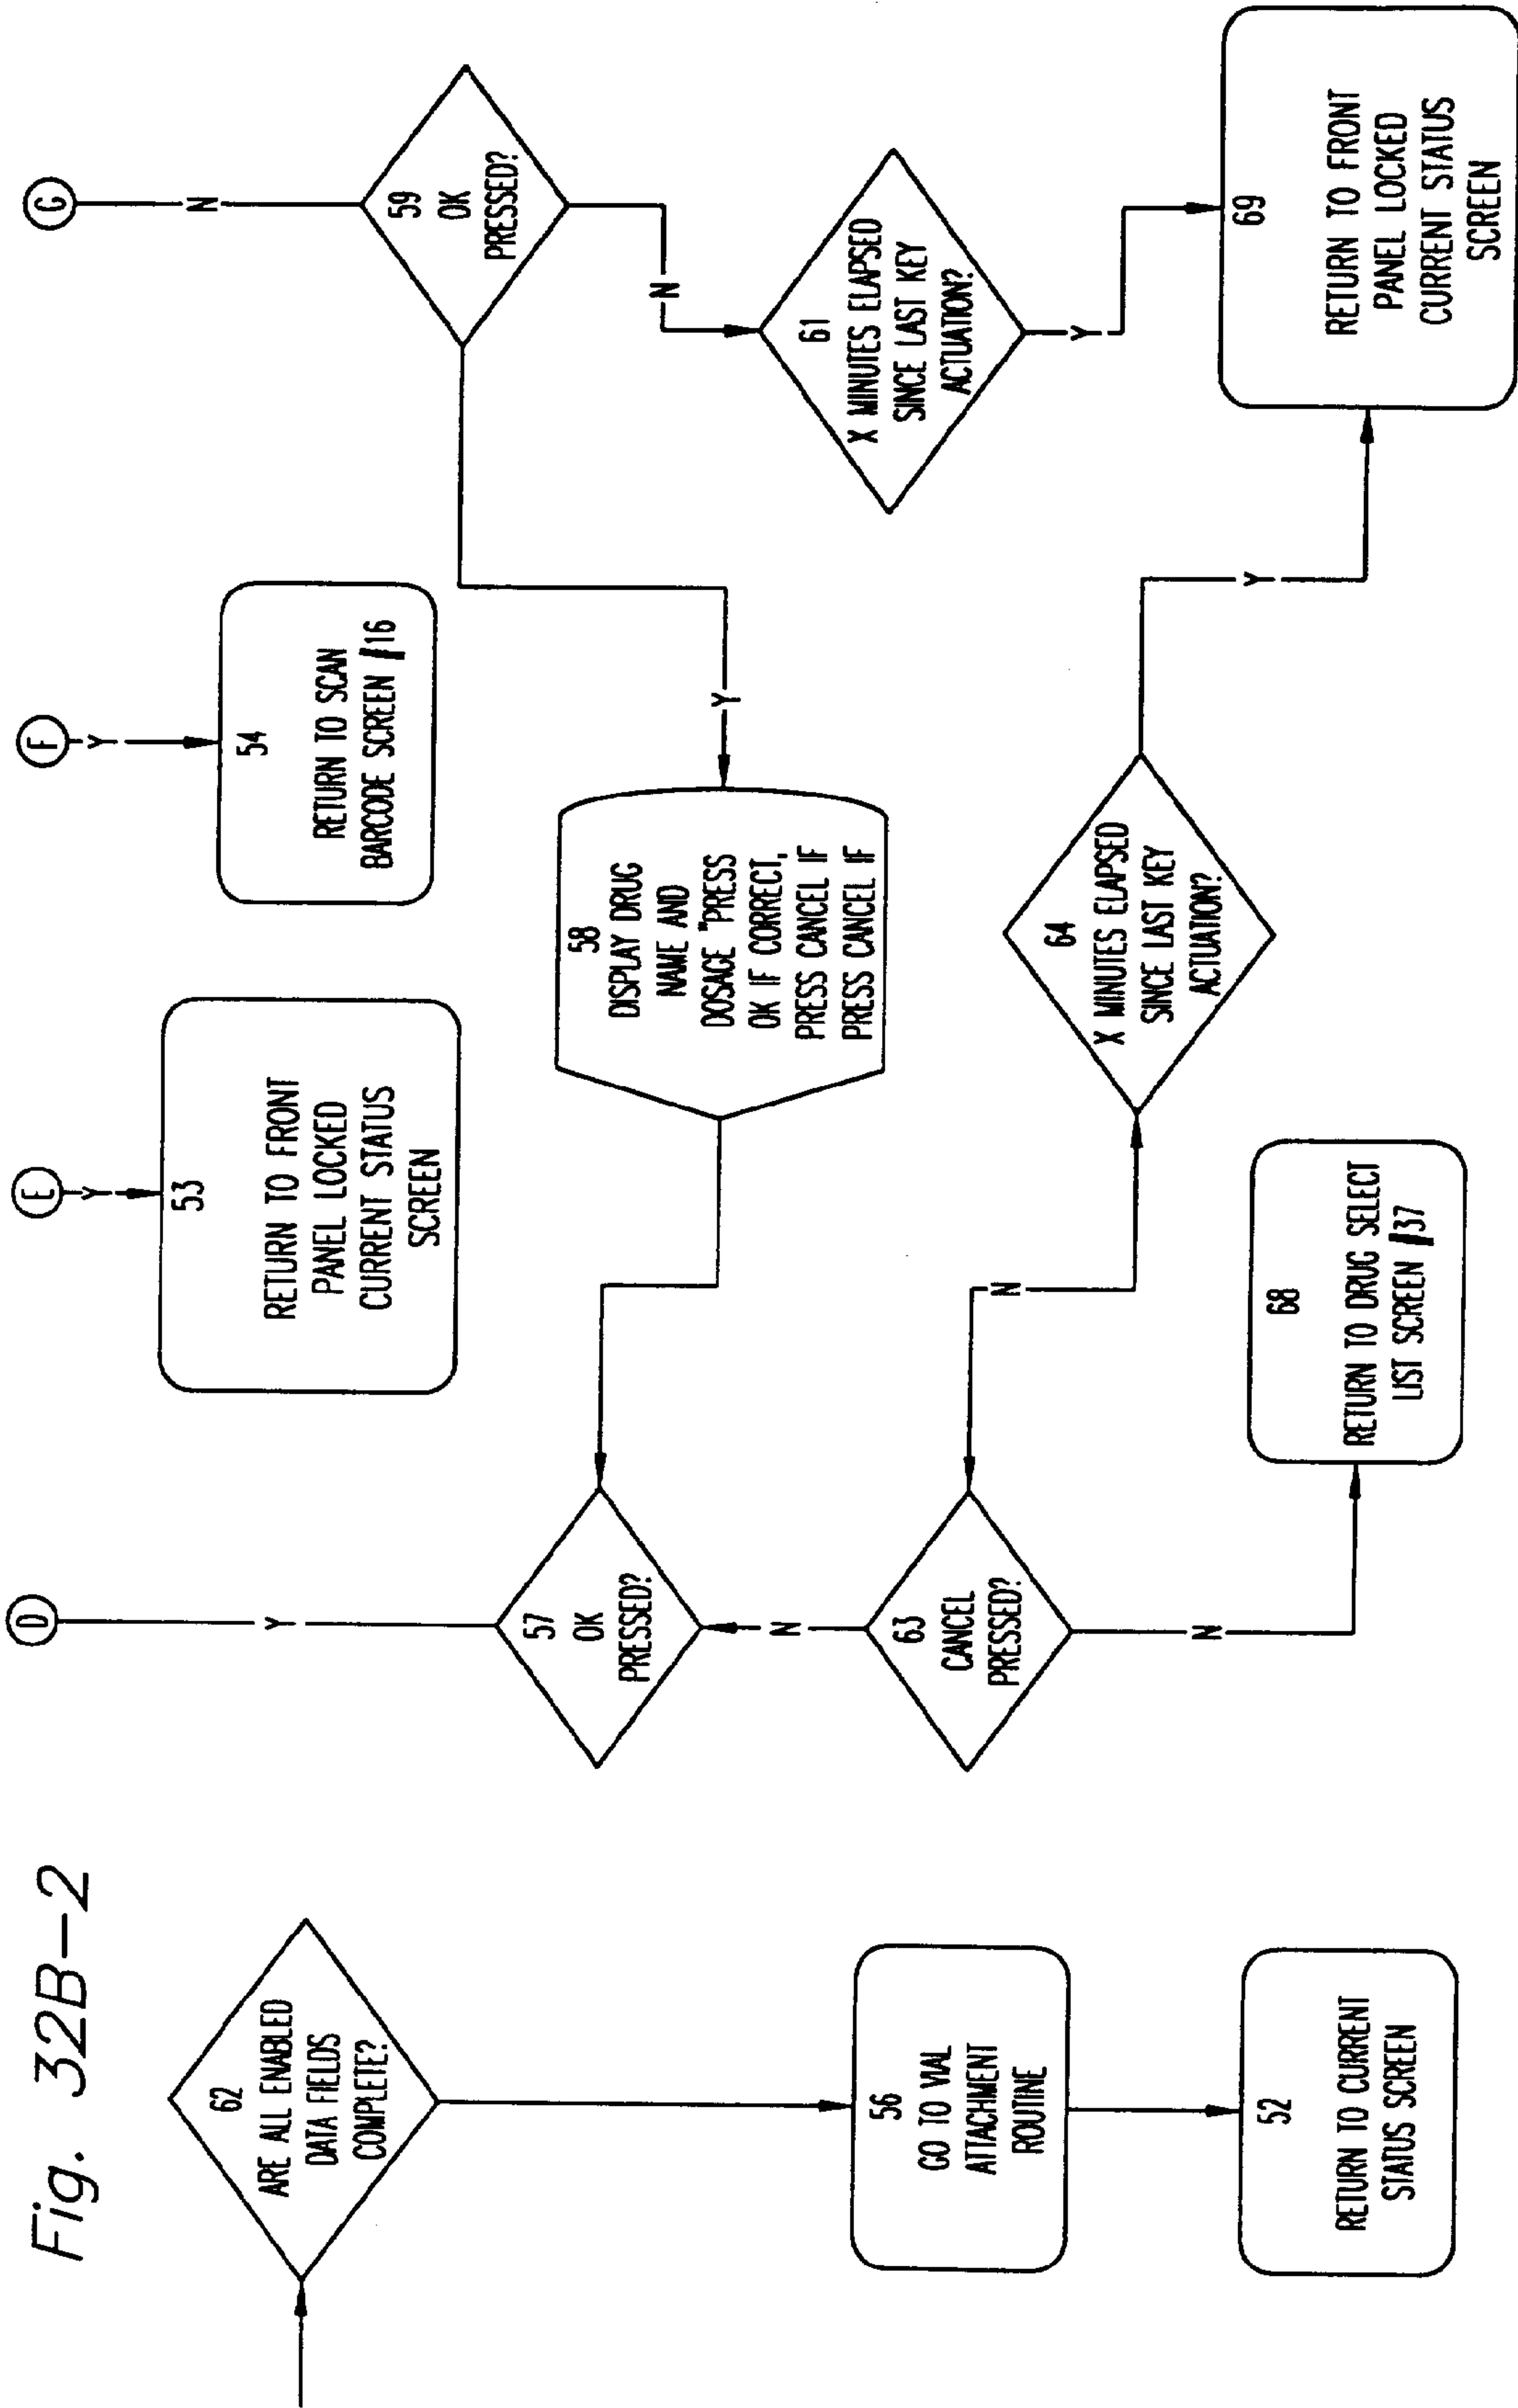 Fig. 32B-2
62
ARE ALL ENABLED
DATA FIELDS
COMPLETE?
56
GO TO VIAL
ATTACHMENT
ROUTINE
52
RETURN TO CURRENT
STATUS SCREEN
D
Y
57
OK
PRESSED?
N
63
CANCEL
PRESSED?
N
68
RETURN TO DRUG SELECT
LIST SCREEN /37
E
Y
53
RETURN TO FRONT
PANEL LOCKED
CURRENT STATUS
SCREEN
F
Y
54
RETURN TO SCAN
BARCODE SCREEN /16
58
DISPLAY DRUG
NAME AND
DOSAGE "PRESS
OK IF CORRECT,
PRESS CANCEL IF
PRESS CANCEL IF
Y
N
64
X MINUTES ELAPSED
SINCE LAST KEY
ACTUATION?
Y
G
N
59
OK
PRESSED?
N
61
X MINUTES ELAPSED
SINCE LAST KEY
ACTUATION?
Y
69
RETURN TO FRONT
PANEL LOCKED
CURRENT STATUS
SCREEN